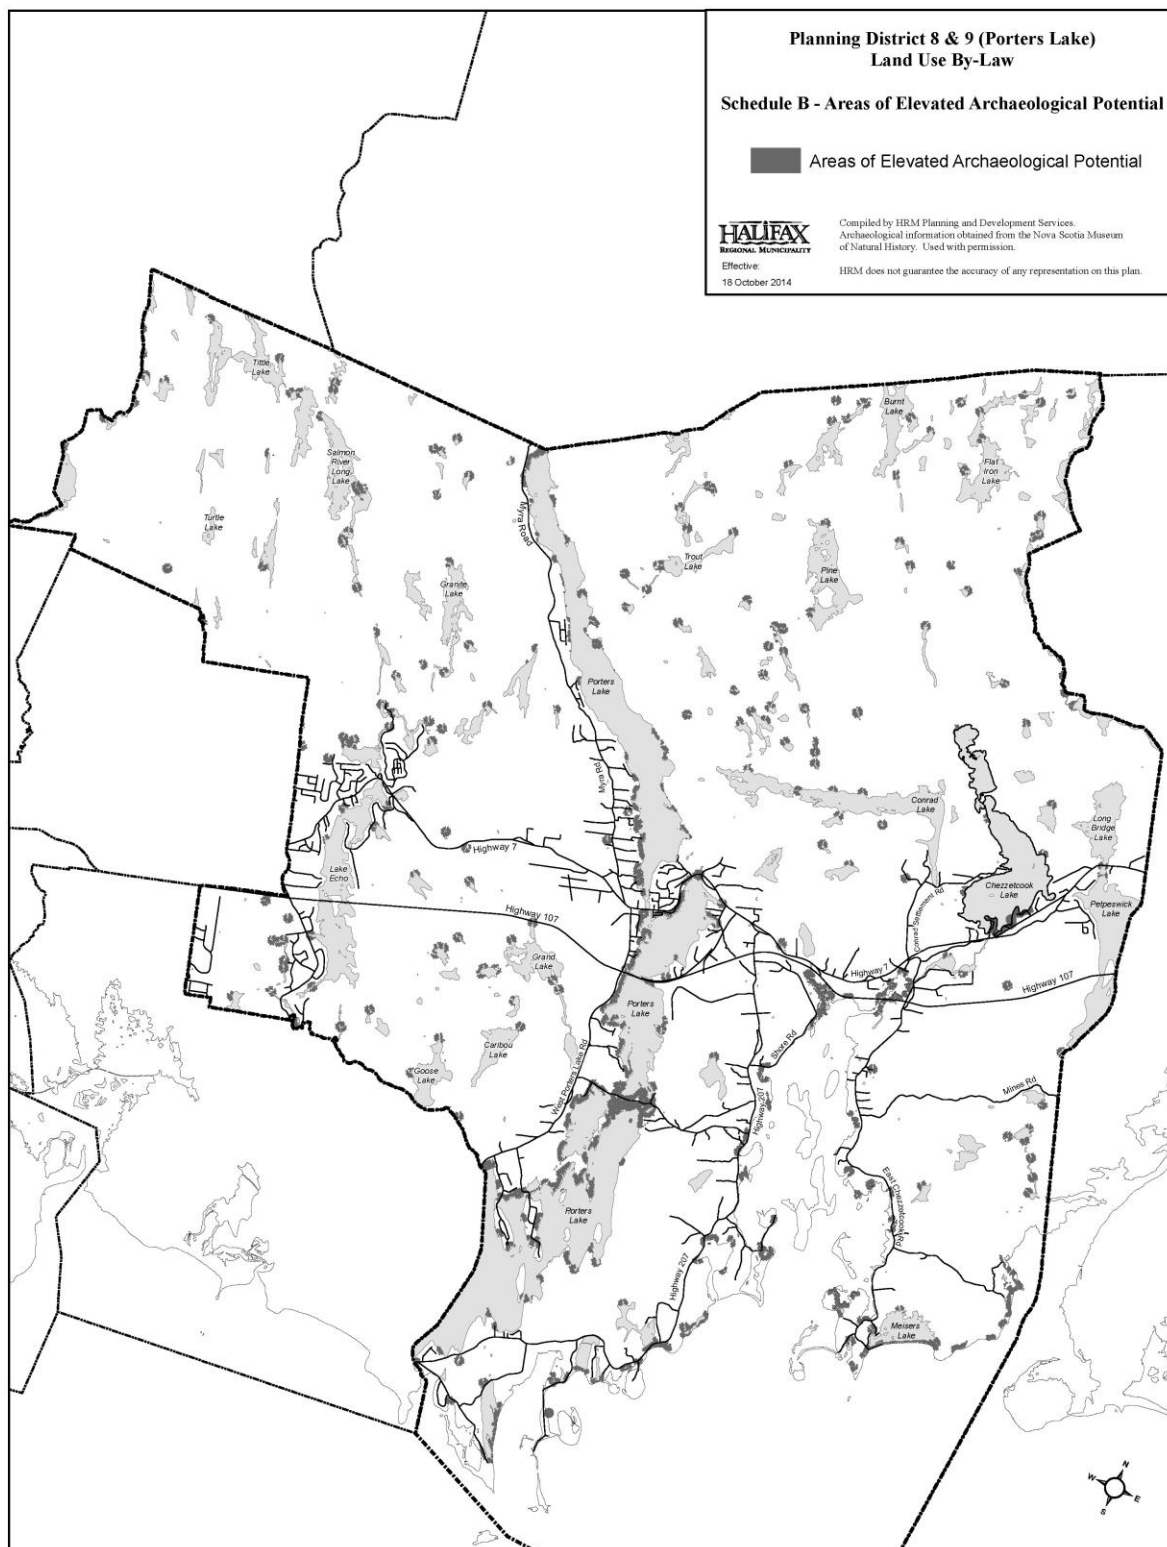 Planning District 8 & 9 (Porters Lake)
Land Use By-Law
Schedule B - Areas of Elevated Archaeological Potential
Areas of Elevated Archaeological Potential
HALIFAX
REGIONAL MUNICIPALITY
Compiled by HRM Planning and Development Services.
Archaeological information obtained from the Nova Scotia Museum
of Natural History. Used with permission.
Effective:
18 October 2014
HRM does not guarantee the accuracy of any representation on this plan.
Tittle
Lake
Burnt
Lake
Salmon
River
Long
Lake
Flat
Iron
Lake
Turtle
Lake
Myra Road
Trout
Lake
Granite
Lake
Pine
Lake
Porters
Lake
Myra Rd
Conrad
Lake
Long
Bridge
Lake
Highway 7
Lake
Echo
Chezzetcook
Lake
Petpeswick
Lake
Conrad Settlement Rd
Highway 107
Grand
Lake
Highway 7
Highway 107
Porters
Lake
Caribou
Lake
Shore Rd
Goose
Lake
West Porters Lake Rd
Mines Rd
Highway 207
East Chezzetcook Rd
Porters
Lake
Highway 207
Meisers
Lake
N
W
E
S